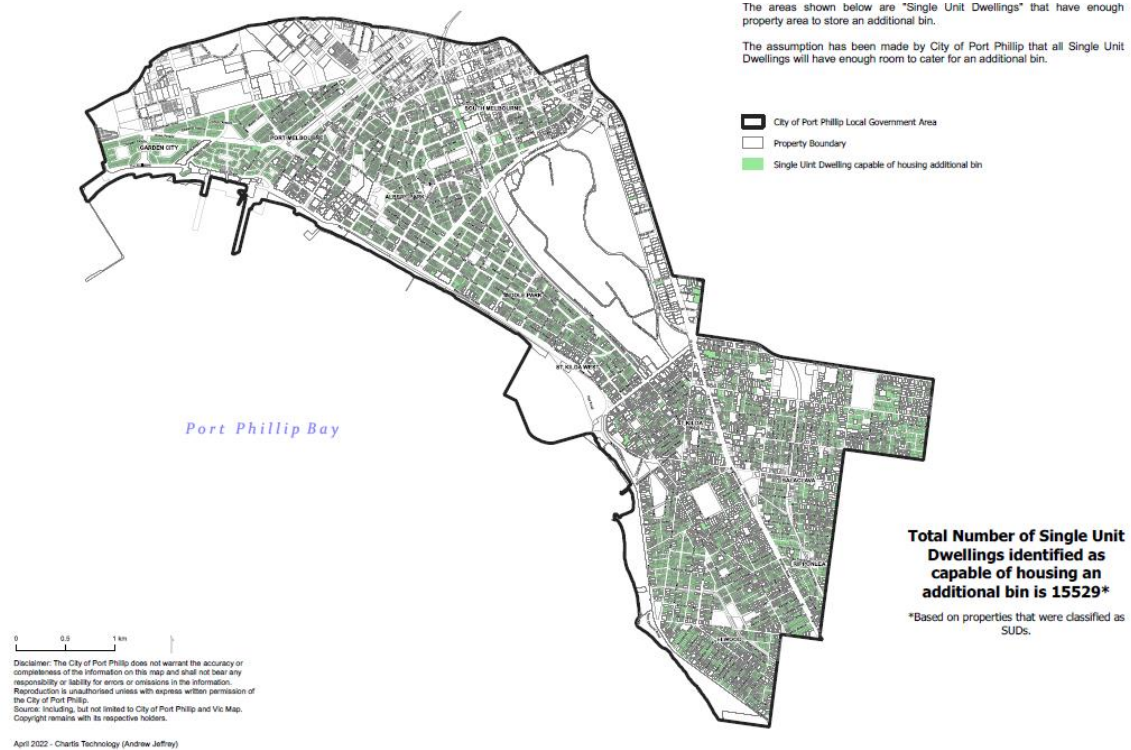 The areas shown below are "Single Unit Dwellings" that have enough
property area to store an additional bin.
The assumption has been made by City of Port Phillip that all Single Unit
Dwellings will have enough room to cater for an additional bin.
City of Port Phillip Local Government Area
Property Boundary
Single Uint Dwelling capable of housing additional bin
SOUTH MELBOURNE
PORT MELBOURNE
GARDEN CITY
ALBERT PARK
MIDDLE PARK
ST KILDA WEST
Port Phillip Bay
ST KILDA
BALACLAVA
RIPPONLEA
ELWOOD
Total Number of Single Unit
Dwellings identified as
capable of housing an
additional bin is 15529*
*Based on properties that were classified as
SUDs.
0 0.5 1 km
Disclaimer: The City of Port Phillip does not warrant the accuracy or
completeness of the information on this map and shall not bear any
responsibility or liability for errors or omissions in the information.
Reproduction is unauthorised unless with express written permission of
the City of Port Phillip.
Source: Including, but not limited to City of Port Phillip and Vic Map.
Copyright remains with its respective holders.
April 2022 - Chartis Technology (Andrew Jeffrey)